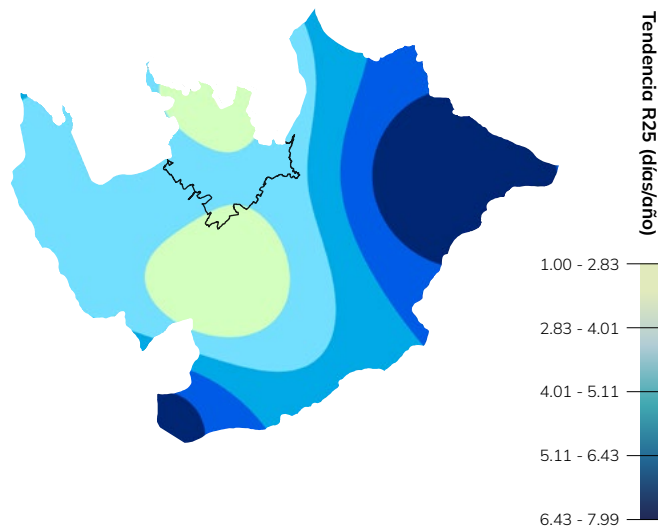 Tendencia R25 (días/año)
1.00 - 2.83
2.83 - 4.01
4.01 - 5.11
5.11 - 6.43
6.43 - 7.99